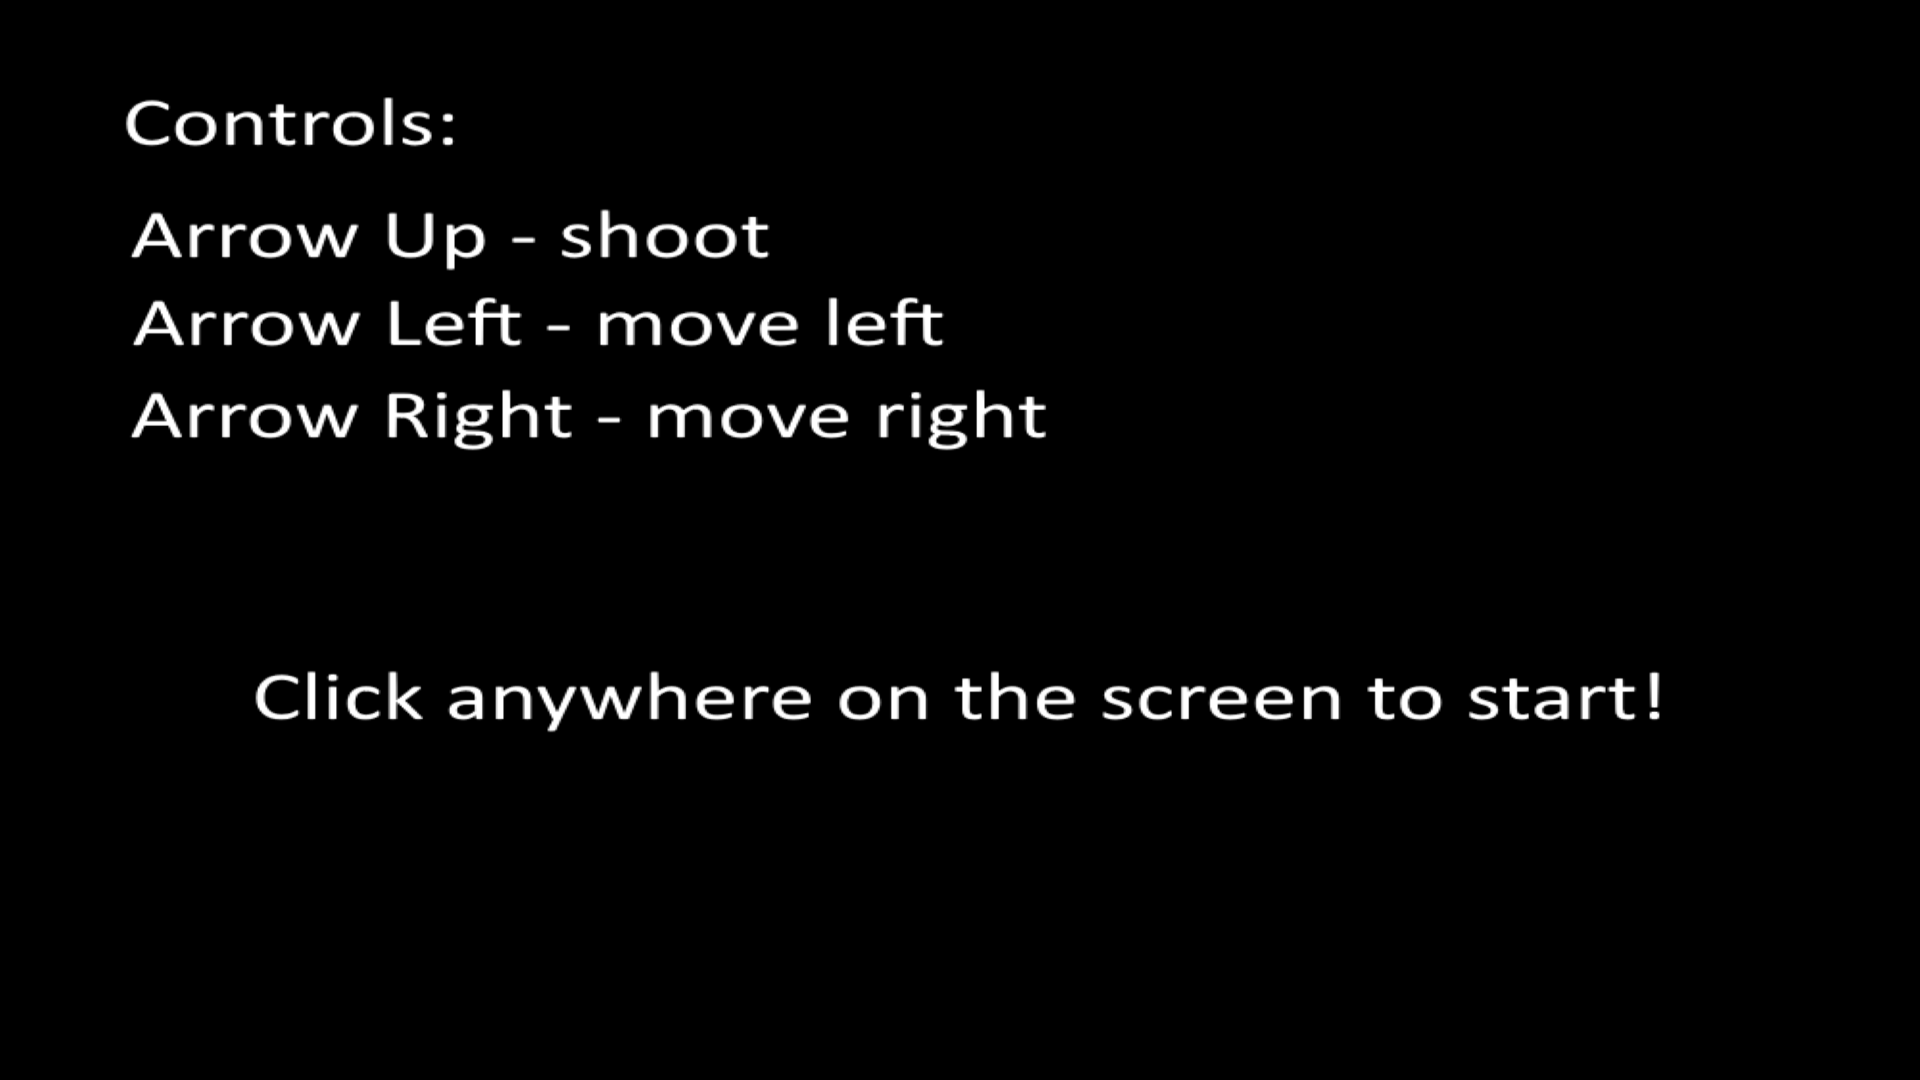 Controls:
Arrow Up - shoot
Arrow Left - move left
Arrow Right - move right
Click anywhere on the screen to start!